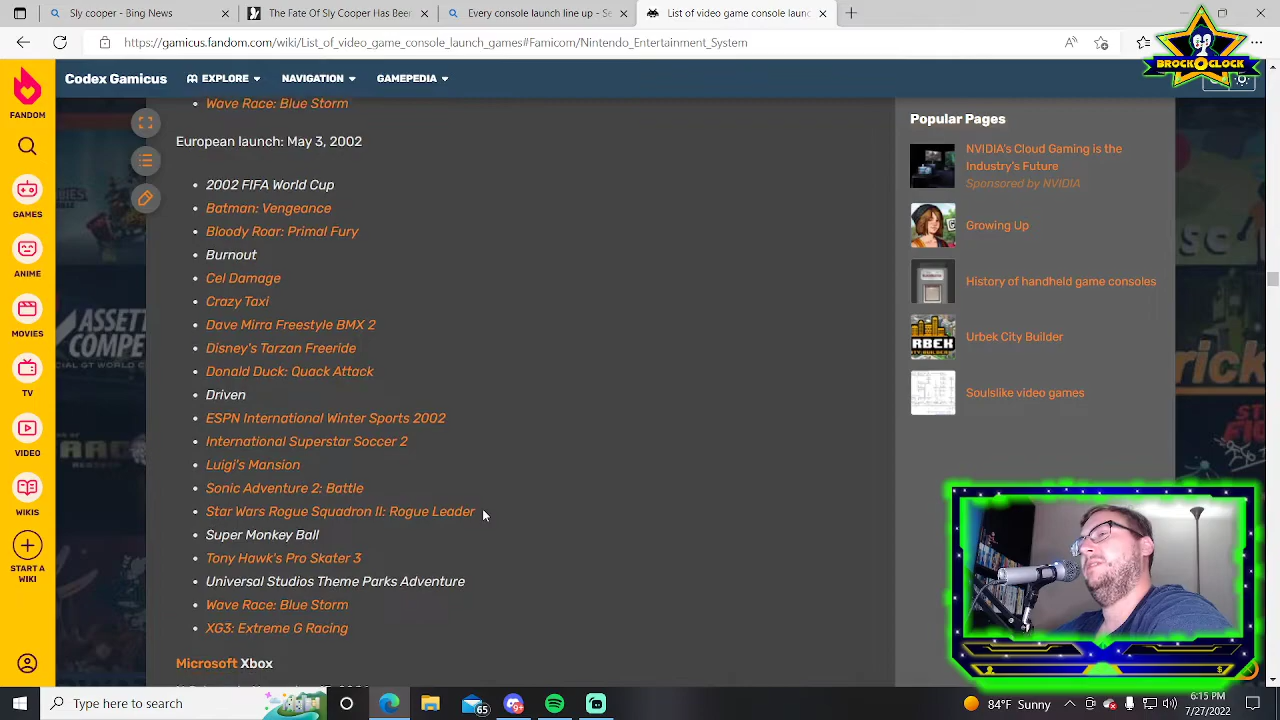 Sly cooper - Bing News
Sly Cooper Has Bee
Every console launch line up - Se
List of video game console launc
https://gamicus.fandom.com/wiki/List_of_video_game_console_launch_games#Famicom/Nintendo_Entertainment_System
BROCKOCLOCK
FANDOM
Codex Gamicus
EXPLORE
NAVIGATION
GAMEPEDIA
GAMES
ANIME
MOVIES
TV
VIDEO
WIKIS
START A
WIKI
Wave Race: Blue Storm
European launch: May 3, 2002
2002 FIFA World Cup
Batman: Vengeance
Bloody Roar: Primal Fury
Burnout
Cel Damage
Crazy Taxi
Dave Mirra Freestyle BMX 2
Disney's Tarzan Freeride
Donald Duck: Quack Attack
Driven
ESPN International Winter Sports 2002
International Superstar Soccer 2
Luigi's Mansion
Sonic Adventure 2: Battle
Star Wars Rogue Squadron II: Rogue Leader
Super Monkey Ball
Tony Hawk's Pro Skater 3
Universal Studios Theme Parks Adventure
Wave Race: Blue Storm
XG3: Extreme G Racing
Microsoft Xbox
Popular Pages
NVIDIA's Cloud Gaming is the
Industry's Future
Sponsored by NVIDIA
Growing Up
History of handheld game consoles
Urbek City Builder
Soulslike video games
ASSETT
COMPE
Type here to search
65
78°F
6:15 PM
7/27/2022